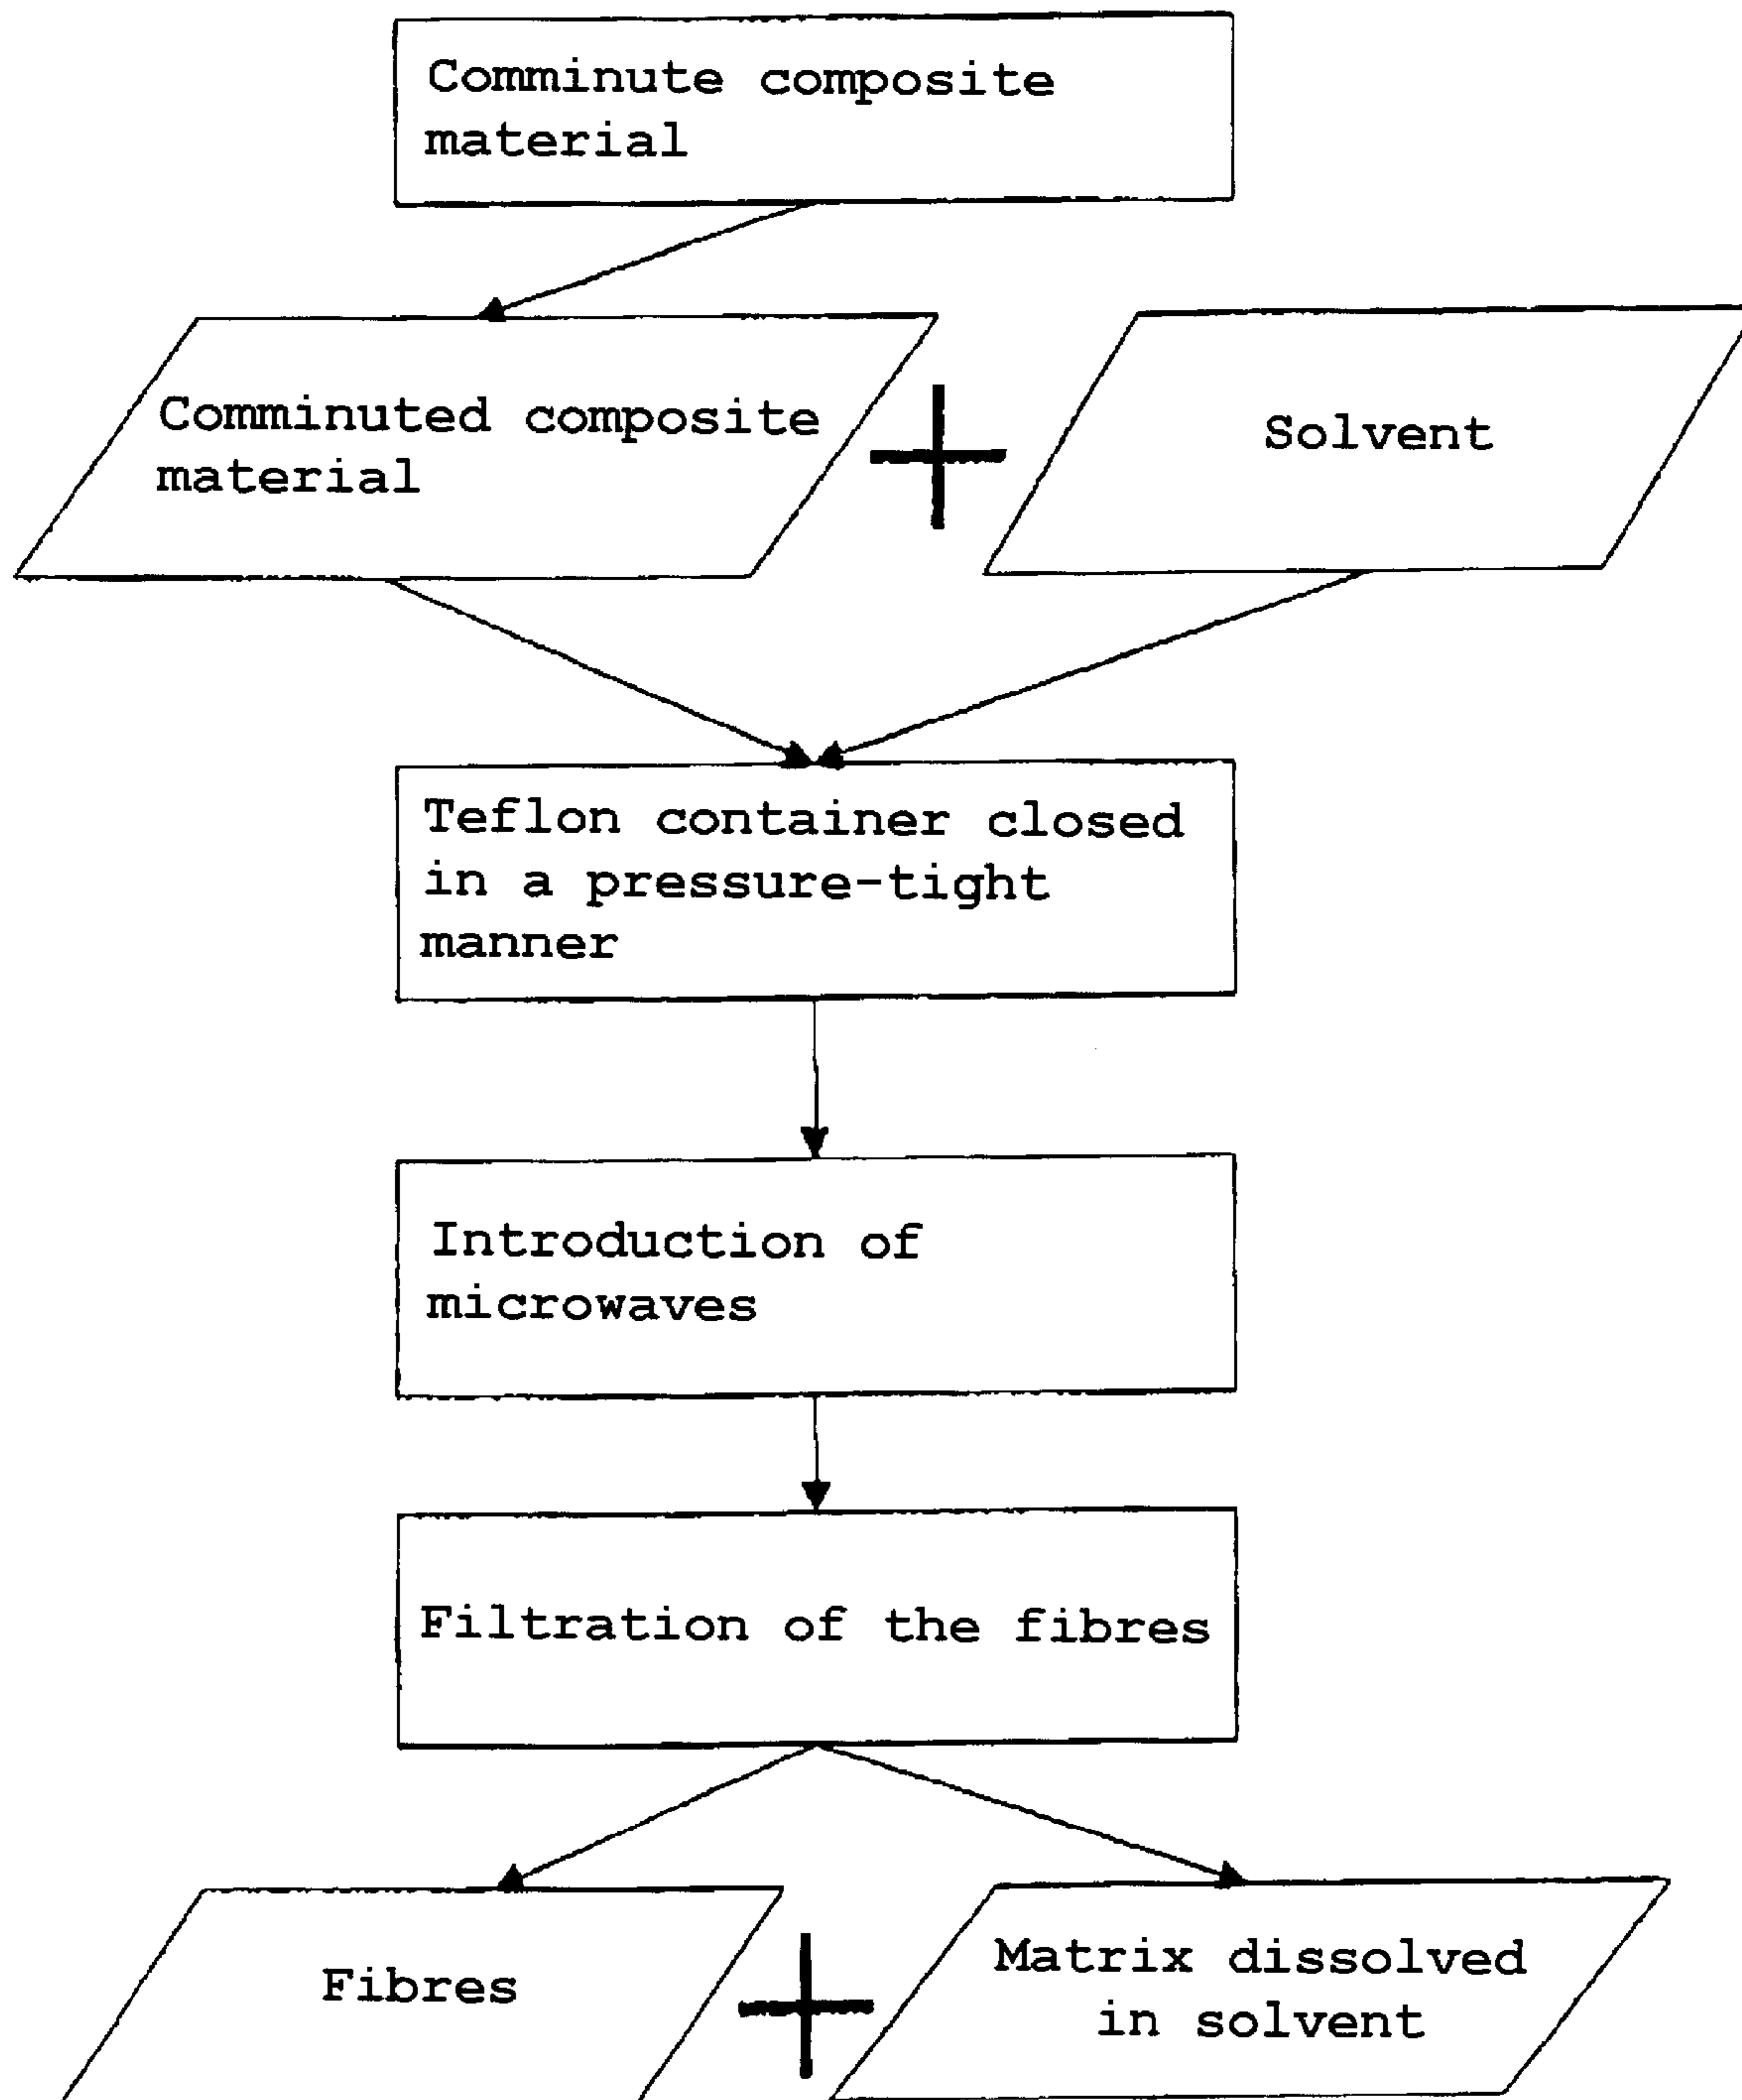 Comminute composite
material
Comminuted composite
material
+
Solvent
Teflon container closed
in a pressure-tight
manner
Introduction of
microwaves
Filtration of the fibres
Fibres
+
Matrix dissolved
in solvent